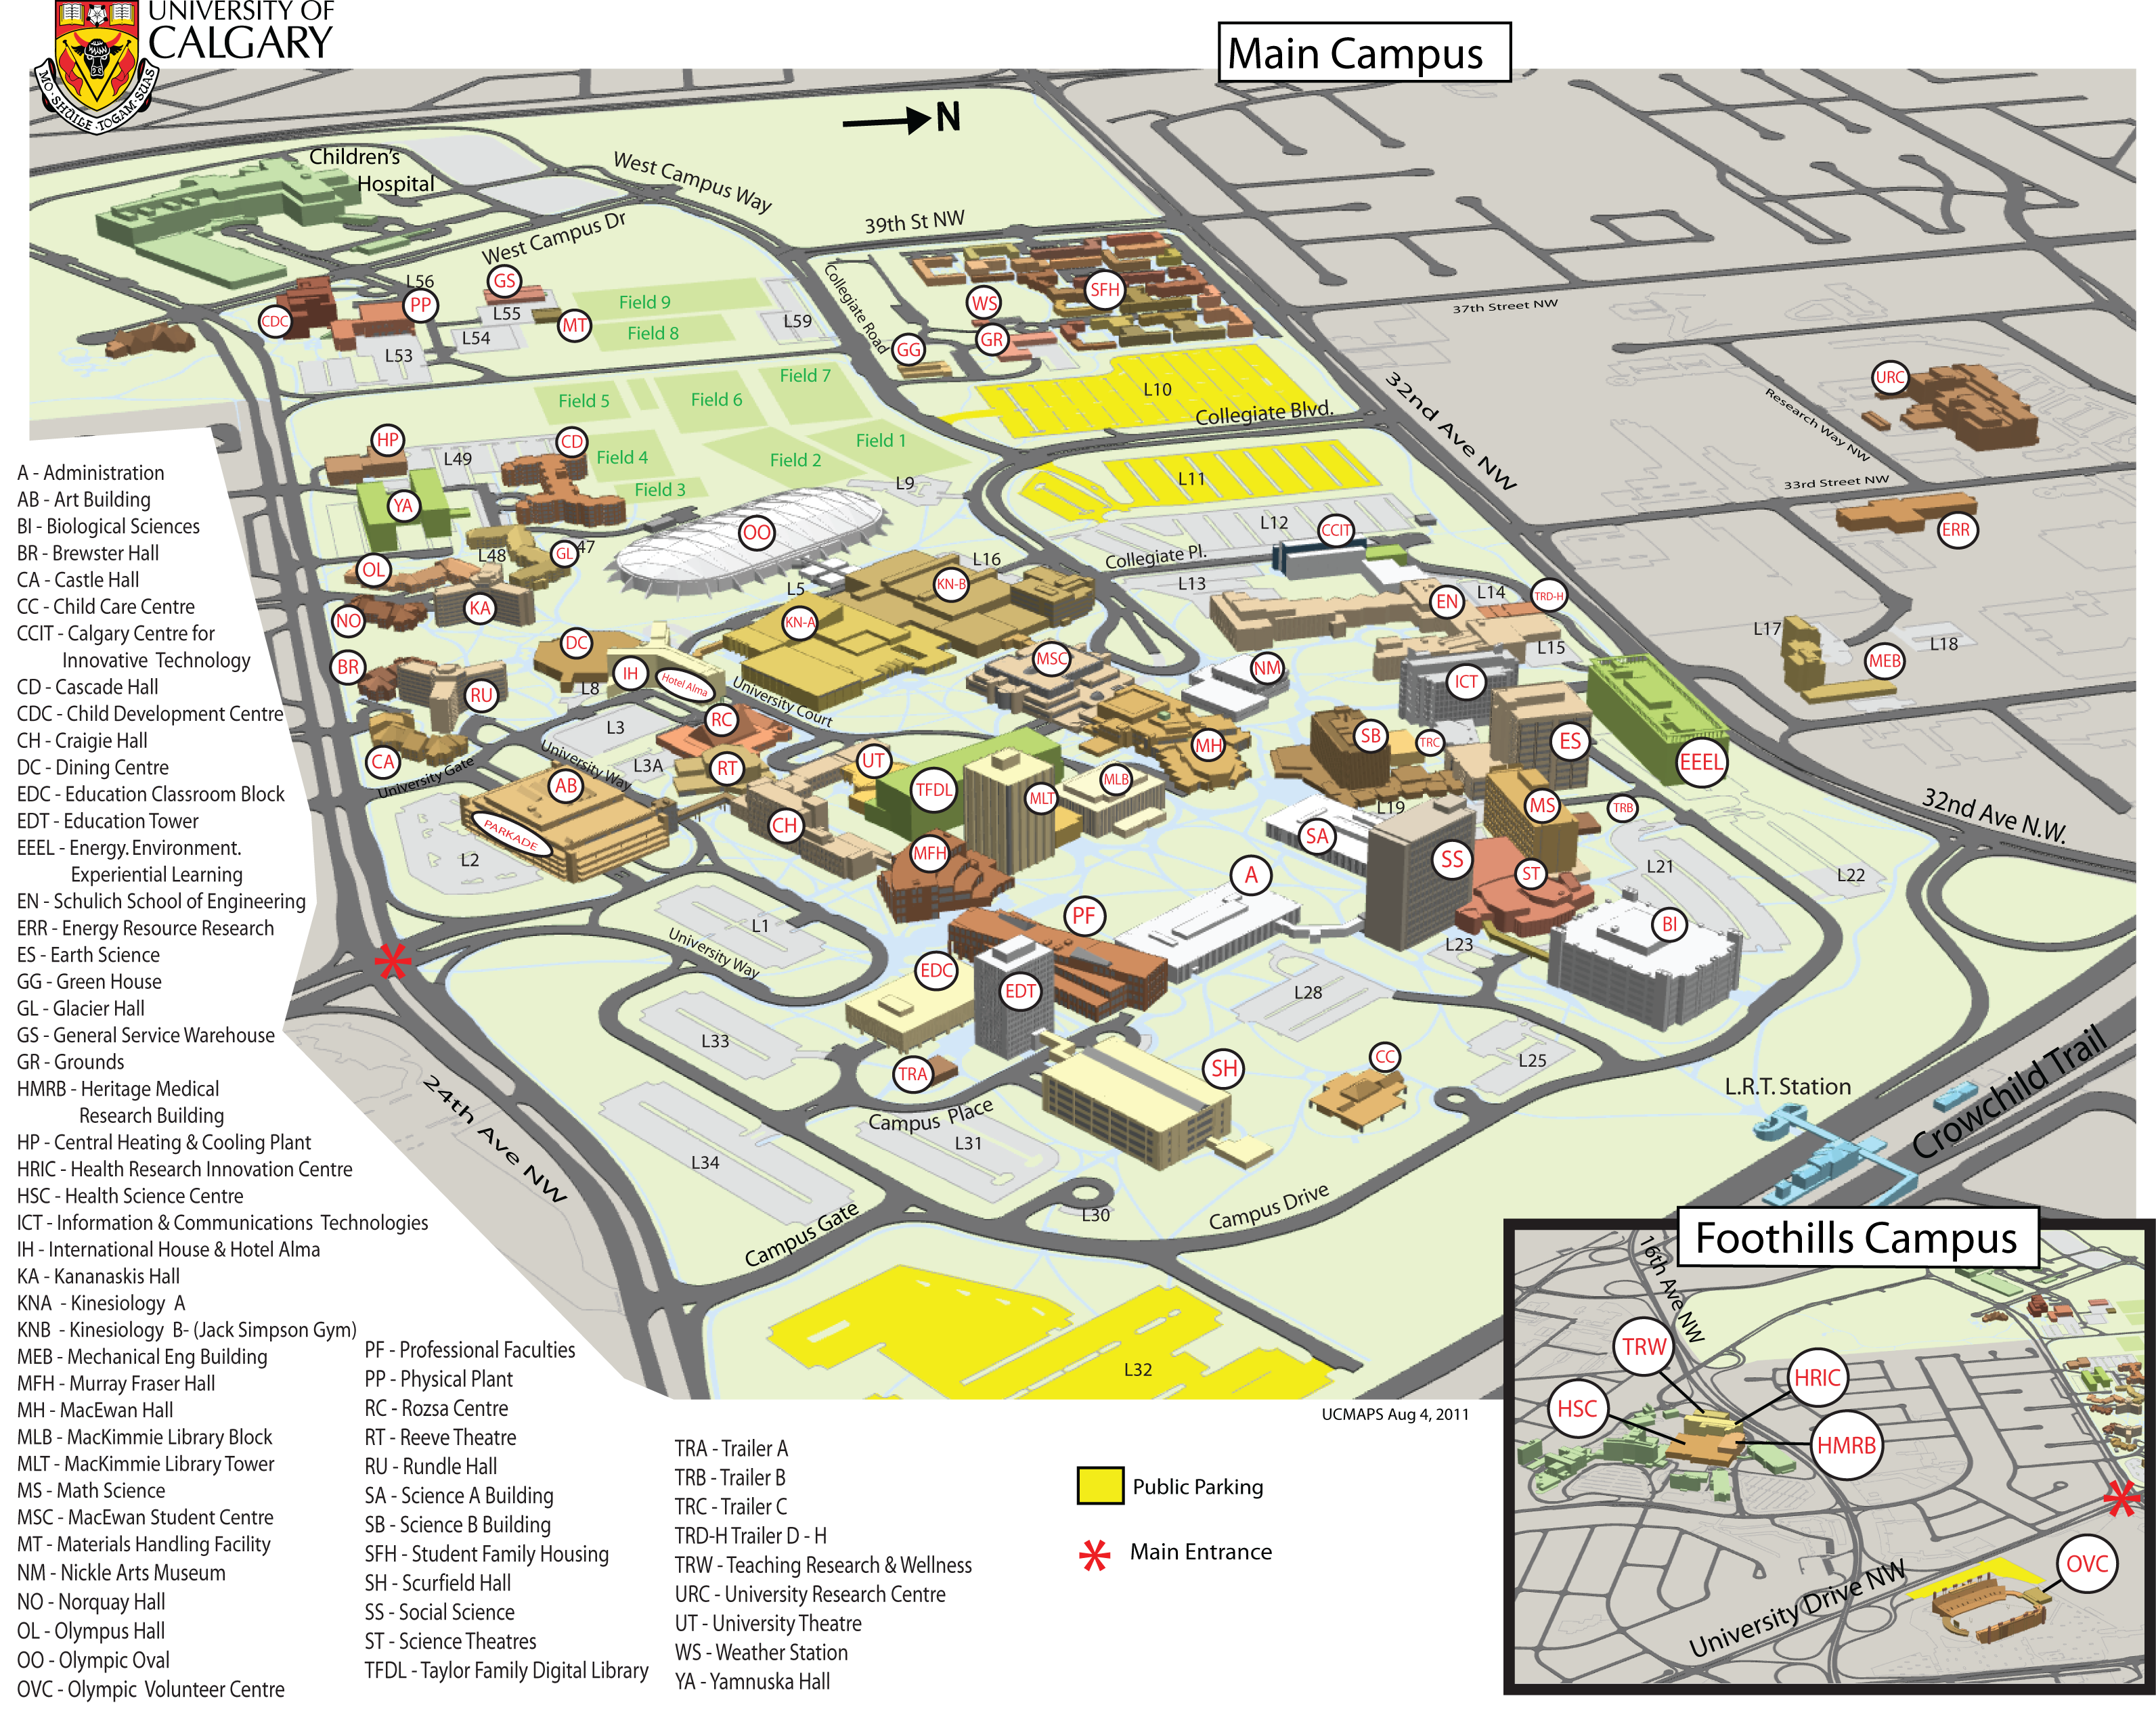 UNIVERSITY OF
CALGARY
MO·SHÙILE·TOGAM·SUAS
Main Campus
N
Children's
Hospital
West Campus Way
West Campus Dr
39th St NW
Collegiate Road
37th Street NW
L56
GS
PP
CDC
L55
MT
L54
L53
Field 9
Field 8
L59
WS
SFH
GR
GG
L10
Collegiate Blvd.
32nd Ave NW
URC
Research Way NW
33rd Street NW
ERR
Field 7
Field 5
Field 6
Field 1
Field 4
Field 2
Field 3
HP
CD
L49
YA
L9
L11
L12
CCIT
OO
Collegiate Pl.
L48
GL
47
OL
L16
KN-B
L5
L13
EN
L14
TRD-H
NO
KA
KN-A
L15
L17
L18
MEB
DC
BR
IH
Hotel Alma
RU
L8
MSC
NM
ICT
University Court
RC
L3
CA
University Gate
University Way
L3A
RT
UT
MH
SB
TRC
ES
EEEL
AB
PARKADE
L2
TFDL
MLT
MLB
CH
L19
MS
TRB
32nd Ave N.W.
SA
SS
MFH
ST
L21
L22
A
PF
BI
L1
University Way
L23
EDC
EDT
L28
L33
TRA
SH
CC
L25
24th Ave NW
Campus Place
L31
L34
L.R.T. Station
Crowchild Trail
L30
Campus Drive
Campus Gate
L32
UCMAPS Aug 4, 2011
A - Administration
AB - Art Building
BI - Biological Sciences
BR - Brewster Hall
CA - Castle Hall
CC - Child Care Centre
CCIT - Calgary Centre for
Innovative Technology
CD - Cascade Hall
CDC - Child Development Centre
CH - Craigie Hall
DC - Dining Centre
EDC - Education Classroom Block
EDT - Education Tower
EEEL - Energy. Environment.
Experiential Learning
EN - Schulich School of Engineering
ERR - Energy Resource Research
ES - Earth Science
GG - Green House
GL - Glacier Hall
GS - General Service Warehouse
GR - Grounds
HMRB - Heritage Medical
Research Building
HP - Central Heating & Cooling Plant
HRIC - Health Research Innovation Centre
HSC - Health Science Centre
ICT - Information & Communications Technologies
IH - International House & Hotel Alma
KA - Kananaskis Hall
KNA - Kinesiology A
KNB - Kinesiology B- (Jack Simpson Gym)
MEB - Mechanical Eng Building
MFH - Murray Fraser Hall
MH - MacEwan Hall
MLB - MacKimmie Library Block
MLT - MacKimmie Library Tower
MS - Math Science
MSC - MacEwan Student Centre
MT - Materials Handling Facility
NM - Nickle Arts Museum
NO - Norquay Hall
OL - Olympus Hall
OO - Olympic Oval
OVC - Olympic Volunteer Centre
PF - Professional Faculties
PP - Physical Plant
RC - Rozsa Centre
RT - Reeve Theatre
RU - Rundle Hall
SA - Science A Building
SB - Science B Building
SFH - Student Family Housing
SH - Scurfield Hall
SS - Social Science
ST - Science Theatres
TFDL - Taylor Family Digital Library
TRA - Trailer A
TRB - Trailer B
TRC - Trailer C
TRD-H Trailer D - H
TRW - Teaching Research & Wellness
URC - University Research Centre
UT - University Theatre
WS - Weather Station
YA - Yamnuska Hall
Public Parking
Main Entrance
Foothills Campus
16th Ave NW
TRW
HRIC
HSC
HMRB
OVC
University Drive NW